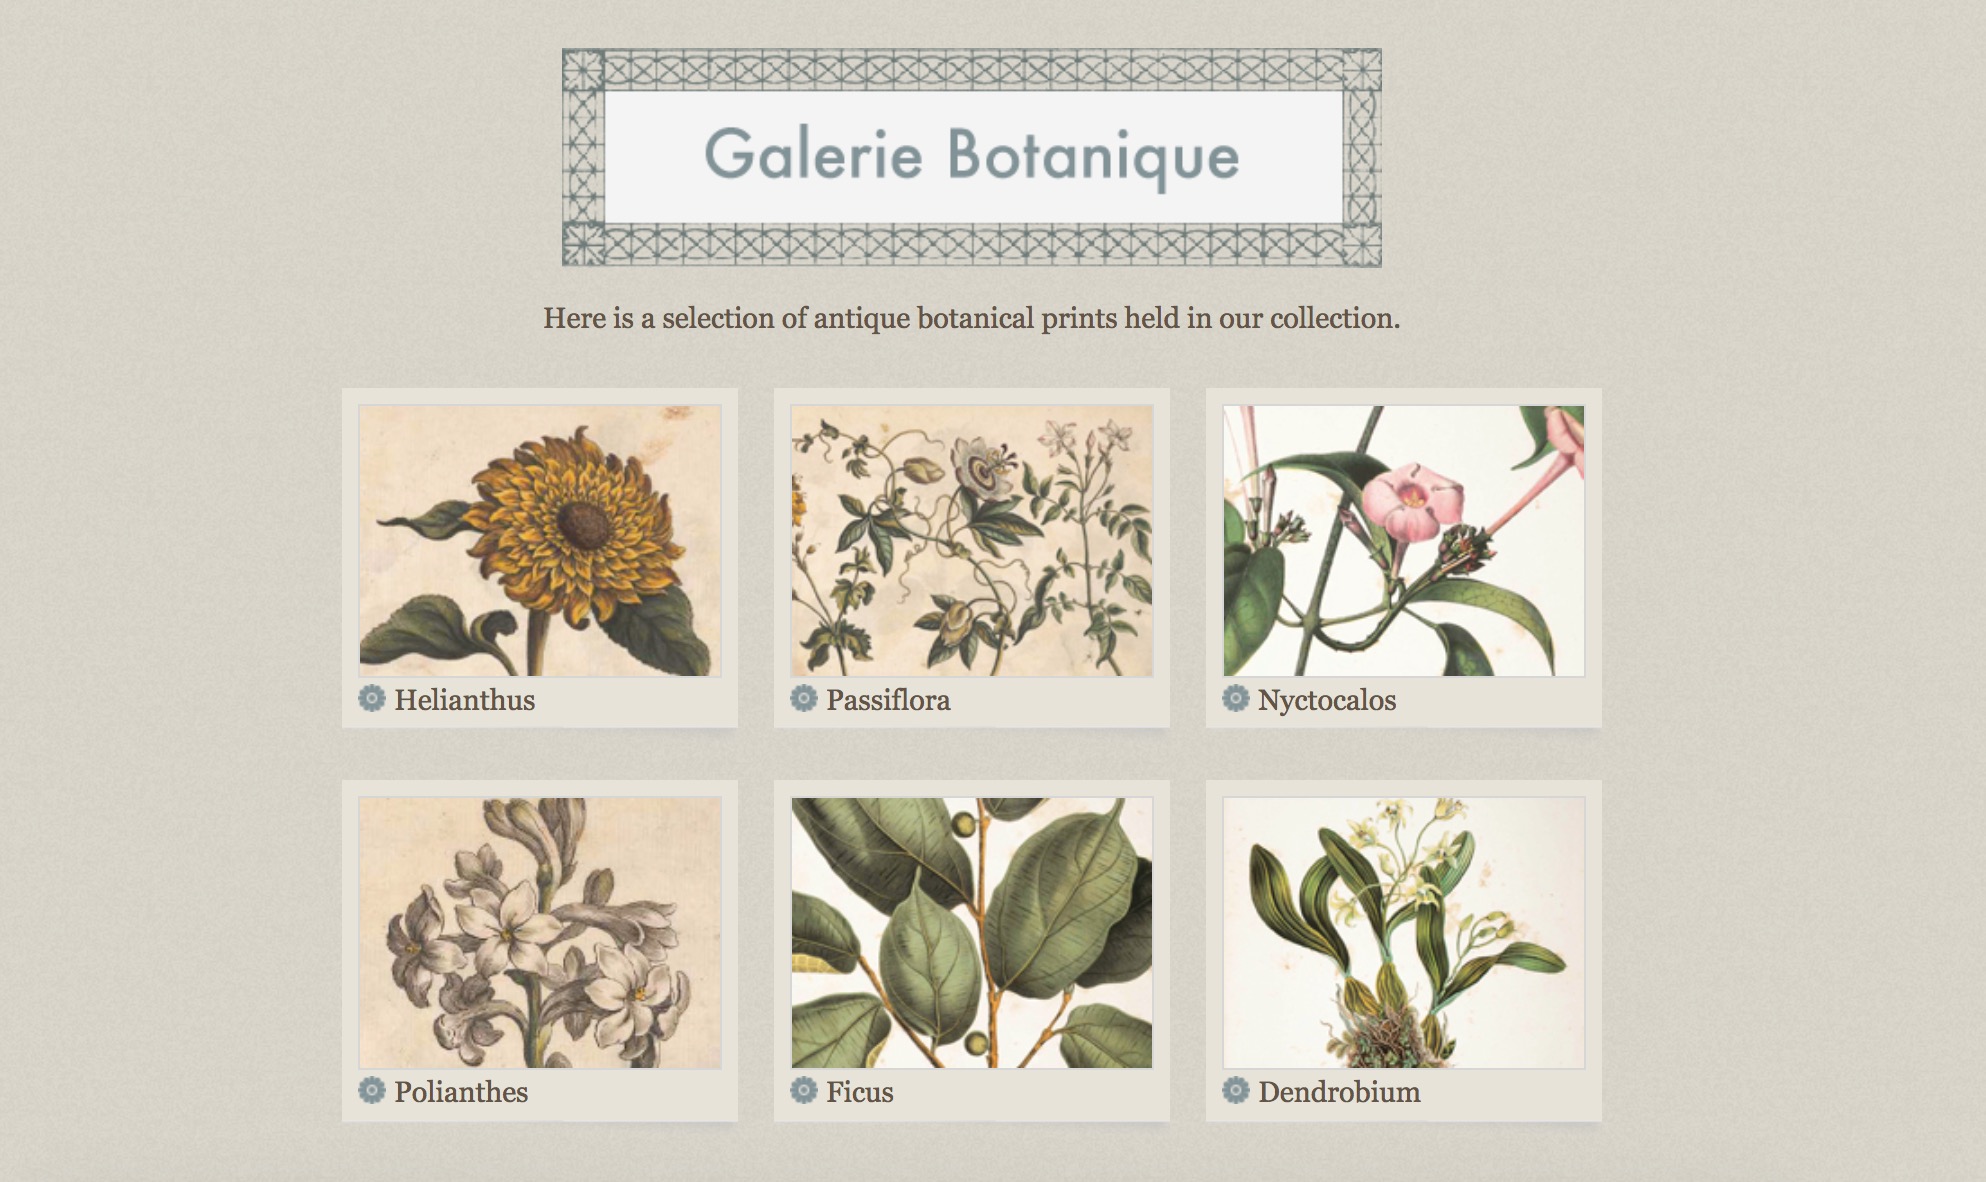 Galerie Botanique
Here is a selection of antique botanical prints held in our collection.
Helianthus
Passiflora
Nyctocalos
Polianthes
Ficus
Dendrobium